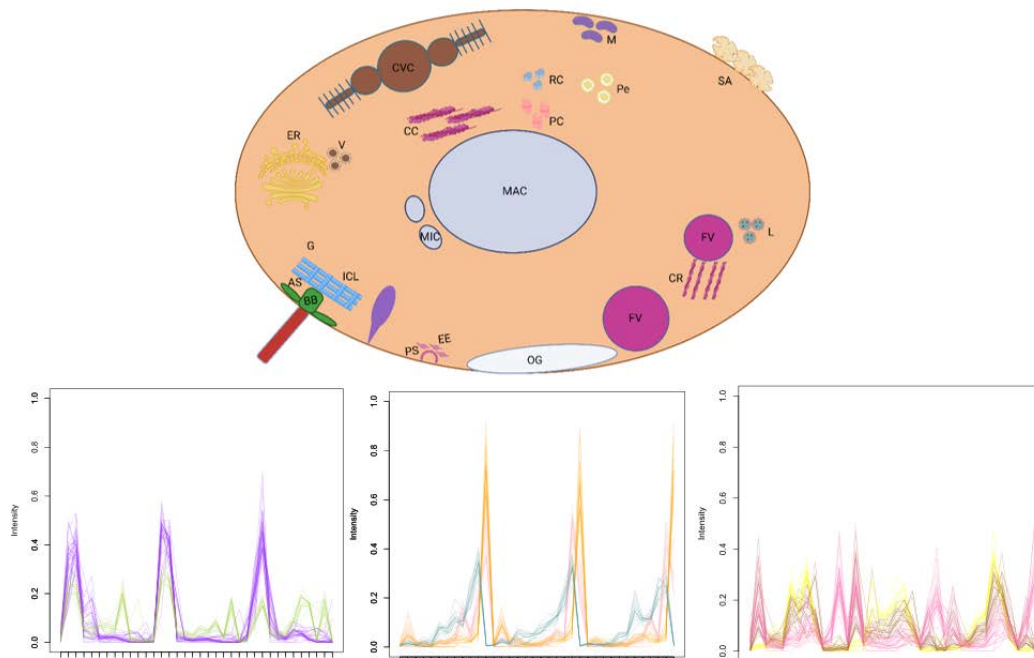 CVC
M
SA
RC
Pe
CC
PC
ER
V
MAC
MIC
FV
L
G
AS
ICL
BB
CR
FV
PS
EE
OG
1.0
0.8
0.6
0.4
0.2
0.0
Intensity
1.0
0.8
0.6
0.4
0.2
0.0
Intensity
1.0
0.8
0.6
0.4
0.2
0.0
Intensity